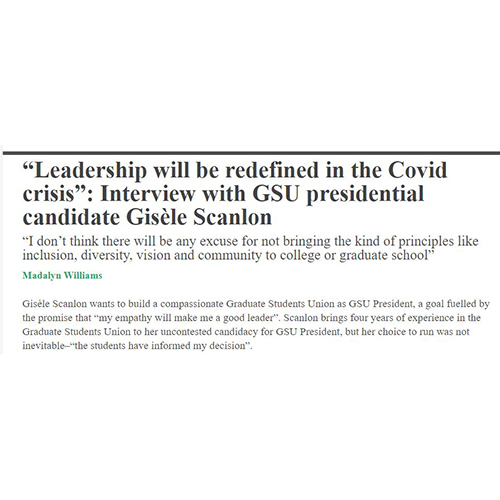 “Leadership will be redefined in the Covid
crisis”: Interview with GSU presidential
candidate Gisèle Scanlon
“I don’t think there will be any excuse for not bringing the kind of principles like
inclusion, diversity, vision and community to college or graduate school”
Madalyn Williams
Gisèle Scanlon wants to build a compassionate Graduate Students Union as GSU President, a goal fuelled by
the promise that “my empathy will make me a good leader”. Scanlon brings four years of experience in the
Graduate Students Union to her uncontested candidacy for GSU President, but her choice to run was not
inevitable–“the students have informed my decision”.